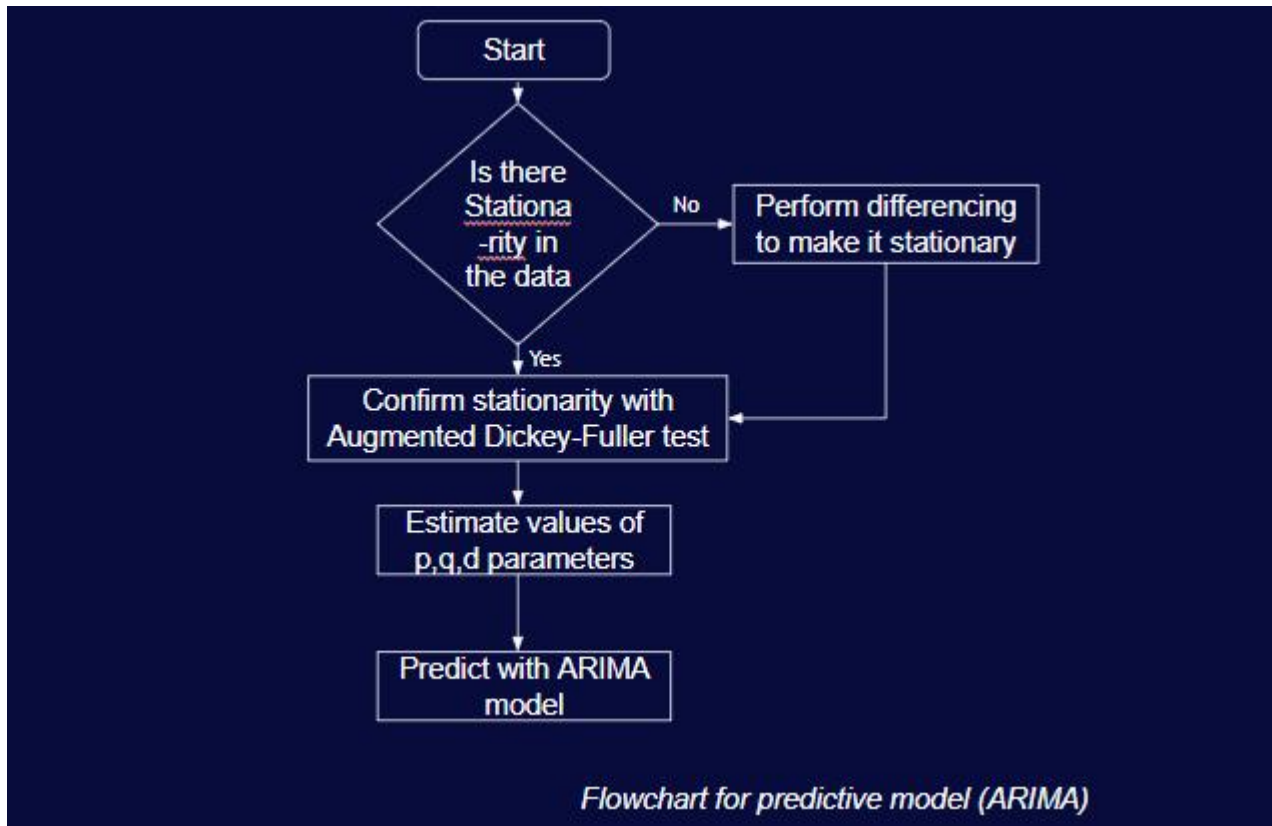 Start
Is there
Stationa
-rity in
the data
No
Perform differencing
to make it stationary
Yes
Confirm stationarity with
Augmented Dickey-Fuller test
Estimate values of
p,q,d parameters
Predict with ARIMA
model
Flowchart for predictive model (ARIMA)